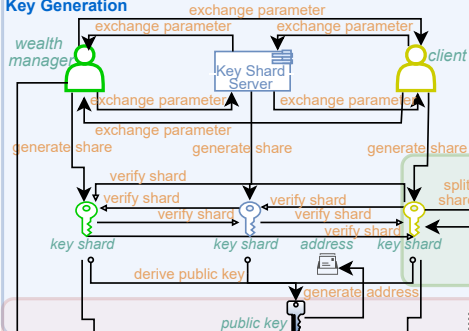 Key Generation
exchange parameter
exchange parameter
exchange parameter
wealth
manager
client
Key Shard
Server
exchange parameter
exchange parameter
exchange parameter
generate share
generate share
generate share
verify shard
split
verify shard
verify shard
shar
verify shard
verify shard
verify shard
key shard
key shard
address
key shard
derive public key
generate address
public key